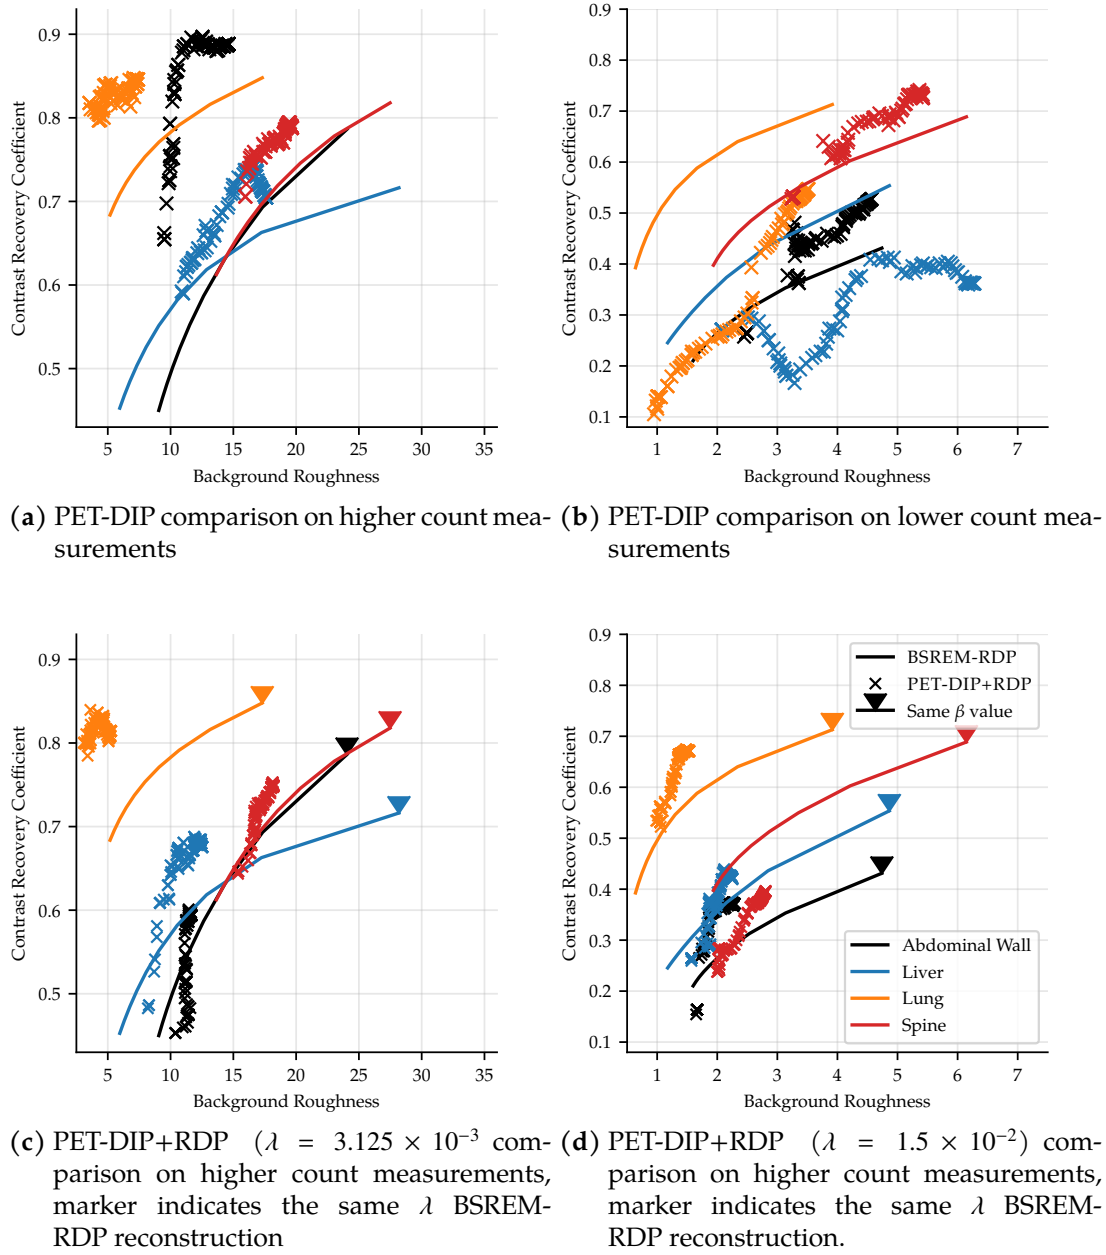 0.9
0.8
0.7
0.6
0.5
Contrast Recovery Coefficient
5 10 15 20 25 30 35
Background Roughness
0.9
0.8
0.7
0.6
0.5
0.4
0.3
0.2
0.1
Contrast Recovery Coefficient
1 2 3 4 5 6 7
Background Roughness
(a) PET-DIP comparison on higher count mea-
surements
(b) PET-DIP comparison on lower count mea-
surements
0.9
0.8
0.7
0.6
0.5
Contrast Recovery Coefficient
5 10 15 20 25 30 35
Background Roughness
0.9
0.8
0.7
0.6
0.5
0.4
0.3
0.2
0.1
Contrast Recovery Coefficient
BSREM-RDP
PET-DIP+RDP
Same β value
Abdominal Wall
Liver
Lung
Spine
1 2 3 4 5 6 7
Background Roughness
(c) PET-DIP+RDP (λ = 3.125 × 10⁻³ com-
parison on higher count measurements,
marker indicates the same λ BSREM-
RDP reconstruction
(d) PET-DIP+RDP (λ = 1.5 × 10⁻²) com-
parison on higher count measurements,
marker indicates the same λ BSREM-
RDP reconstruction.